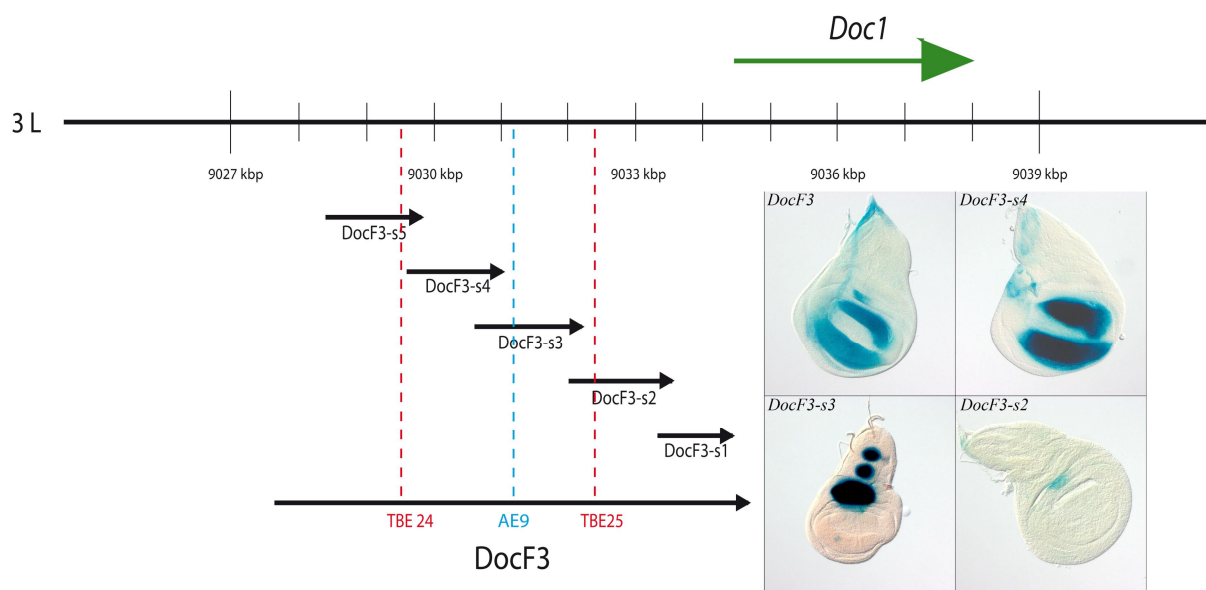 Doc1
3 L
9027 kbp
9030 kbp
9033 kbp
9036 kbp
9039 kbp
DocF3-s5
DocF3-s4
DocF3-s3
DocF3-s2
DocF3-s1
TBE 24
AE9
TBE25
DocF3
DocF3
DocF3-s4
DocF3-s3
DocF3-s2